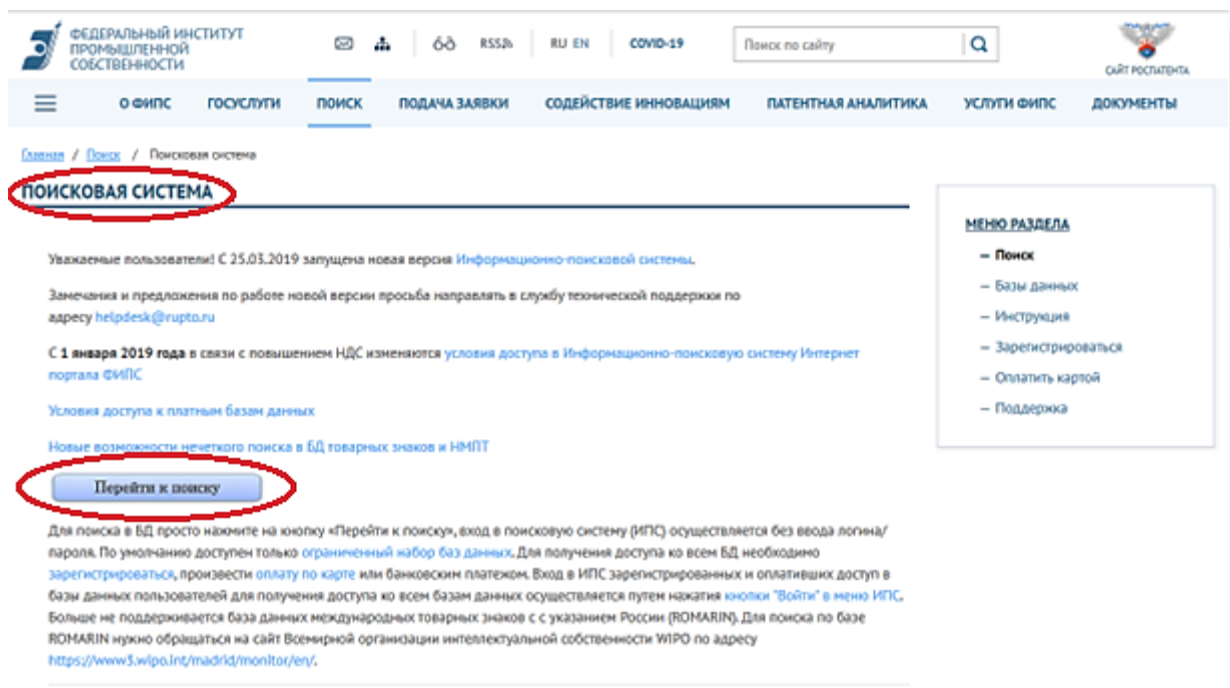 ФЕДЕРАЛЬНЫЙ ИНСТИТУТ
ПРОМЫШЛЕННОЙ
СОБСТВЕННОСТИ
RSS
RU EN
COVID-19
Поиск по сайту
САЙТ РОСПАТЕНТА
О ФИПС
ГОСУСЛУГИ
ПОИСК
ПОДАЧА ЗАЯВКИ
СОДЕЙСТВИЕ ИННОВАЦИЯМ
ПАТЕНТНАЯ АНАЛИТИКА
УСЛУГИ ФИПС
ДОКУМЕНТЫ
Главная / Поиск / Поисковая система
ПОИСКОВАЯ СИСТЕМА
Уважаемые пользователи! С 25.03.2019 запущена новая версия Информационно-поисковой системы.
Замечания и предложения по работе новой версии просьба направлять в службу технической поддержки по
адресу helpdesk@rupto.ru
С 1 января 2019 года в связи с повышением НДС изменяются условия доступа в Информационно-поисковую систему Интернет
портала ФИПС
Условия доступа к платным базам данных
Новые возможности нечеткого поиска в БД товарных знаков и НМПТ
Перейти к поиску
Для поиска в БД просто нажмите на кнопку «Перейти к поиску», вход в поисковую систему (ИПС) осуществляется без ввода логина/
пароля. По умолчанию доступен только ограниченный набор баз данных. Для получения доступа ко всем БД необходимо
зарегистрироваться, произвести оплату по карте или банковским платежом. Вход в ИПС зарегистрированных и оплативших доступ в
базы данных пользователей для получения доступа ко всем базам данных осуществляется путем нажатия кнопки "Войти" в меню ИПС.
Больше не поддерживается база данных международных товарных знаков с с указанием России (ROMARIN). Для поиска по базе
ROMARIN нужно обращаться на сайт Всемирной организации интеллектуальной собственности WIPO по адресу
https://www3.wipo.int/madrid/monitor/en/.
МЕНЮ РАЗДЕЛА
— Поиск
— Базы данных
— Инструкция
— Зарегистрироваться
— Оплатить картой
— Поддержка